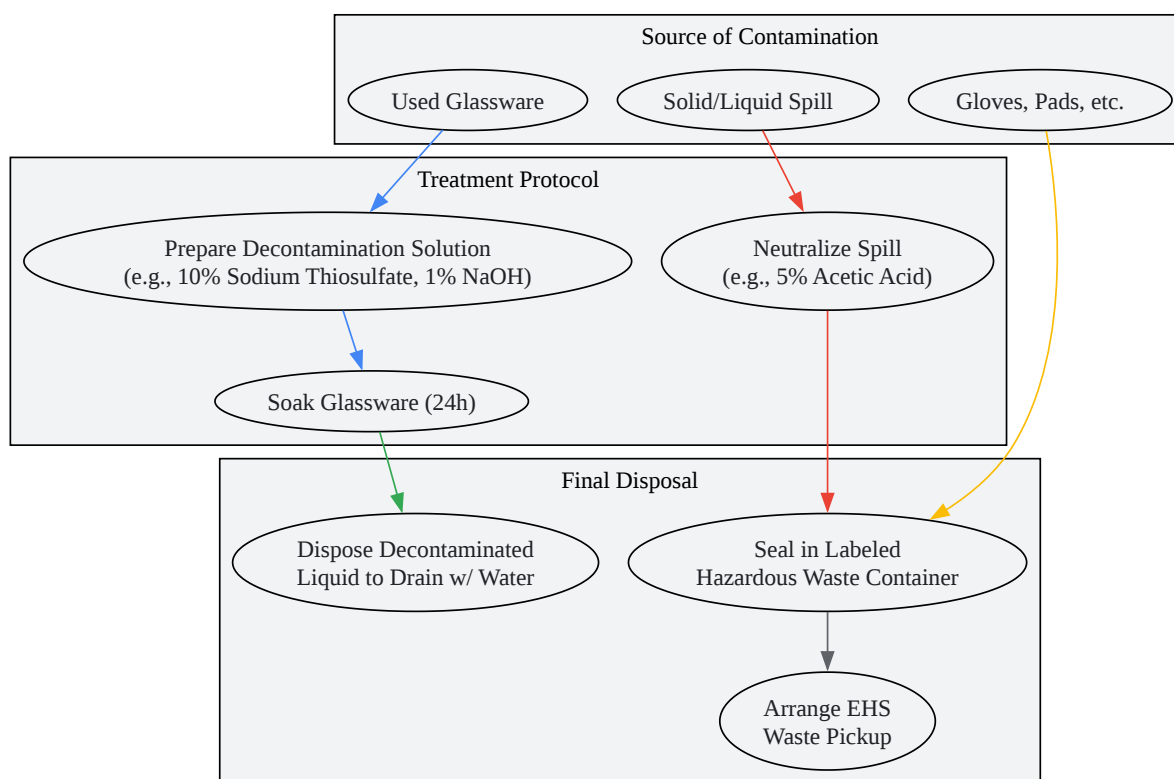 Source of Contamination
Used Glassware
Solid/Liquid Spill
Gloves, Pads, etc.
Treatment Protocol
Prepare Decontamination Solution
(e.g., 10% Sodium Thiosulfate, 1% NaOH)
Neutralize Spill
(e.g., 5% Acetic Acid)
Soak Glassware (24h)
Final Disposal
Dispose Decontaminated
Liquid to Drain w/ Water
Seal in Labeled
Hazardous Waste Container
Arrange EHS
Waste Pickup